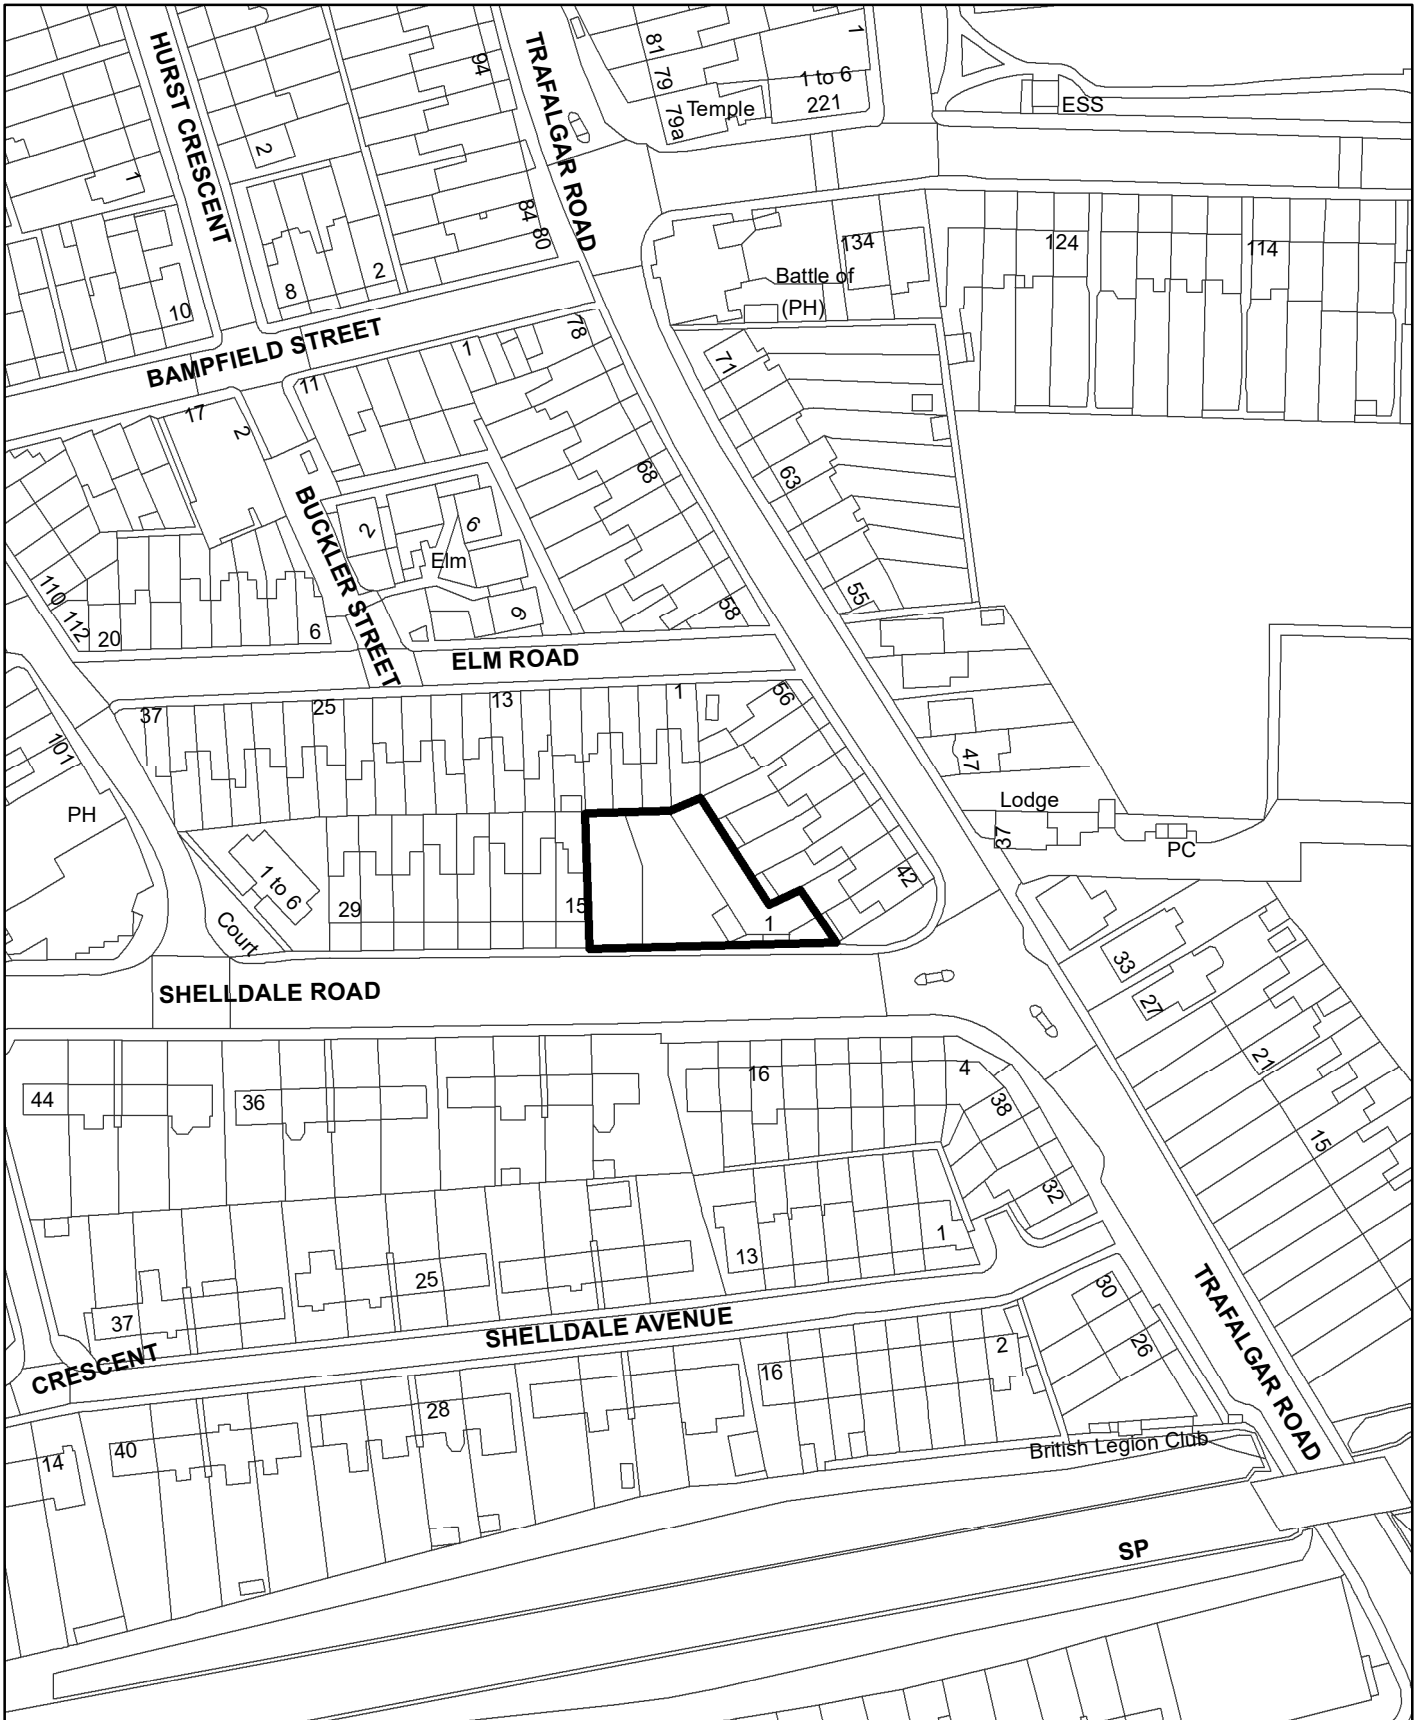 HURST CRESCENT
94
TRAFALGAR ROAD
81
79
79a
Temple
1
1 to 6
221
ESS
2
1
84
80
8
2
10
134
124
114
Battle of
(PH)
BAMPFIELD STREET
1
78
71
11
17
2
68
63
BUCKLER STREET
2
6
Elm
110
112
20
6
9
58
55
ELM ROAD
37
25
13
1
56
101
47
PH
Lodge
37
PC
1 to 6
29
15
1
42
Court
33
SHELLDALE ROAD
27
21
44
36
16
4
38
15
32
13
1
25
30
37
26
TRAFALGAR ROAD
SHELLDALE AVENUE
CRESCENT
2
16
28
40
14
British Legion Club
SP